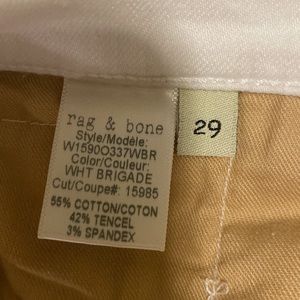 rag & bone
Style/Modèle:
W1590O337WBR
Color/Couleur:
WHT BRIGADE
Cut/Coupe#: 15985
55% COTTON/COTON
42% TENCEL
3% SPANDEX
29